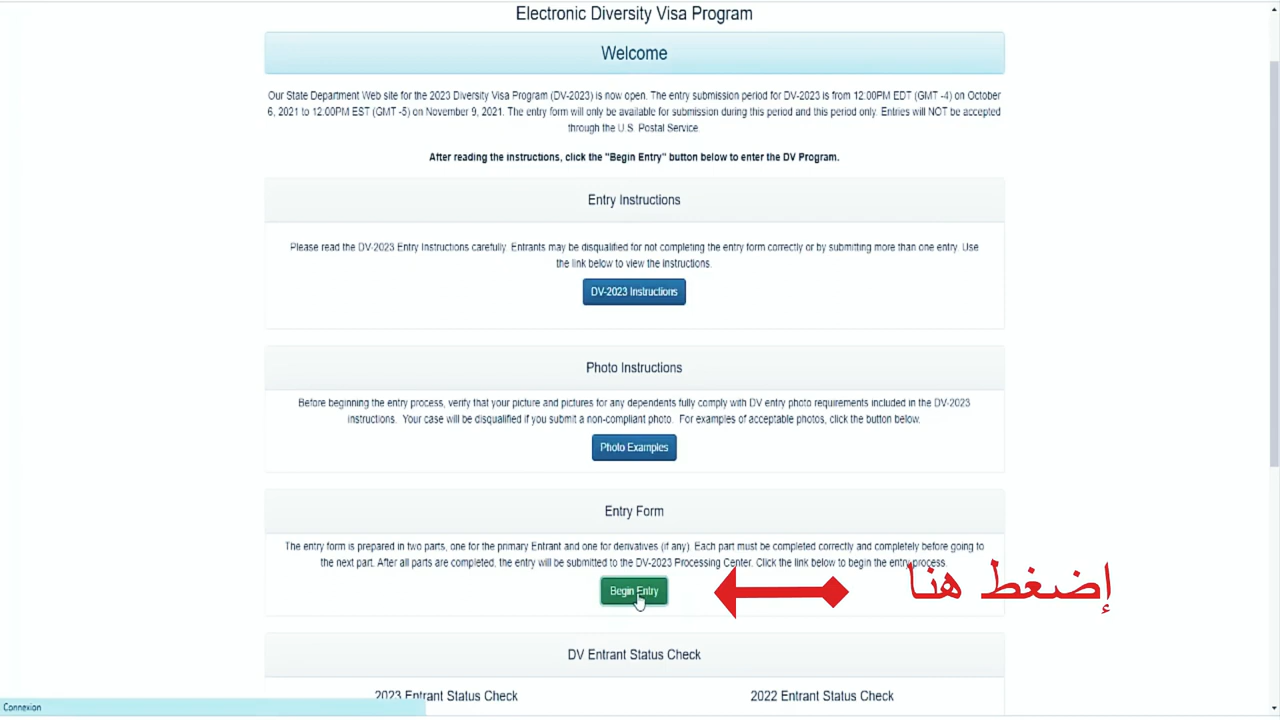 Electronic Diversity Visa Program
Welcome
Our State Department Web site for the 2023 Diversity Visa Program (DV-2023) is now open. The entry submission period for DV-2023 is from 12:00PM EDT (GMT -4) on October
6, 2021 to 12:00PM EST (GMT -5) on November 9, 2021. The entry form will only be available for submission during this period and this period only. Entries will NOT be accepted
through the U.S. Postal Service
After reading the instructions, click the "Begin Entry" button below to enter the DV Program.
Entry Instructions
Please read the DV-2023 Entry Instructions carefully. Entrants may be disqualified for not completing the entry form correctly or by submitting more than one entry. Use
the link below to view the instructions.
DV-2023 Instructions
Photo Instructions
Before beginning the entry process, verify that your picture and pictures for any dependents fully comply with DV entry photo requirements included in the DV-2023
instructions. Your case will be disqualified if you submit a non-compliant photo. For examples of acceptable photos, click the button below.
Photo Examples
Entry Form
The entry form is prepared in two parts, one for the primary Entrant and one for derivatives (if any). Each part must be completed correctly and completely before going to
the next part. After all parts are completed, the entry will be submitted to the DV-2023 Processing Center. Click the link below to begin the entry process.
Begin Entry
إضغط هنا
DV Entrant Status Check
2023 Entrant Status Check
2022 Entrant Status Check
Connexion